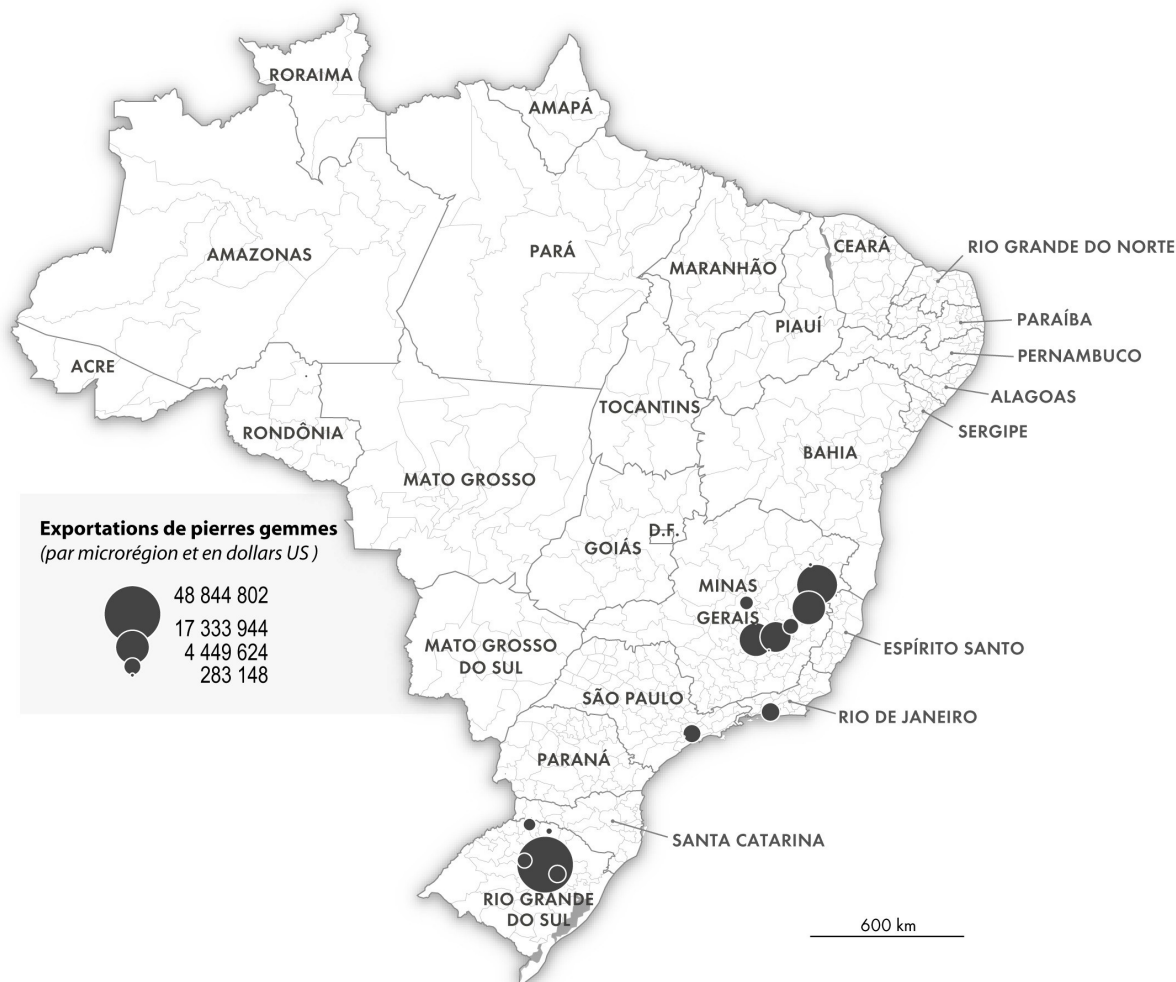 RORAIMA
AMAPÁ
AMAZONAS
PARÁ
MARANHÃO
CEARÁ
RIO GRANDE DO NORTE
PIAUÍ
PARAÍBA
PERNAMBUCO
ACRE
ALAGOAS
TOCANTINS
SERGIPE
RONDÔNIA
BAHIA
MATO GROSSO
D.F.
GOIÁS
Exportations de pierres gemmes
(par microrégion et en dollars US )
48 844 802
17 333 944
4 449 624
283 148
MINAS
GERAIS
MATO GROSSO
DO SUL
ESPÍRITO SANTO
SÃO PAULO
RIO DE JANEIRO
PARANÁ
SANTA CATARINA
RIO GRANDE
DO SUL
600 km